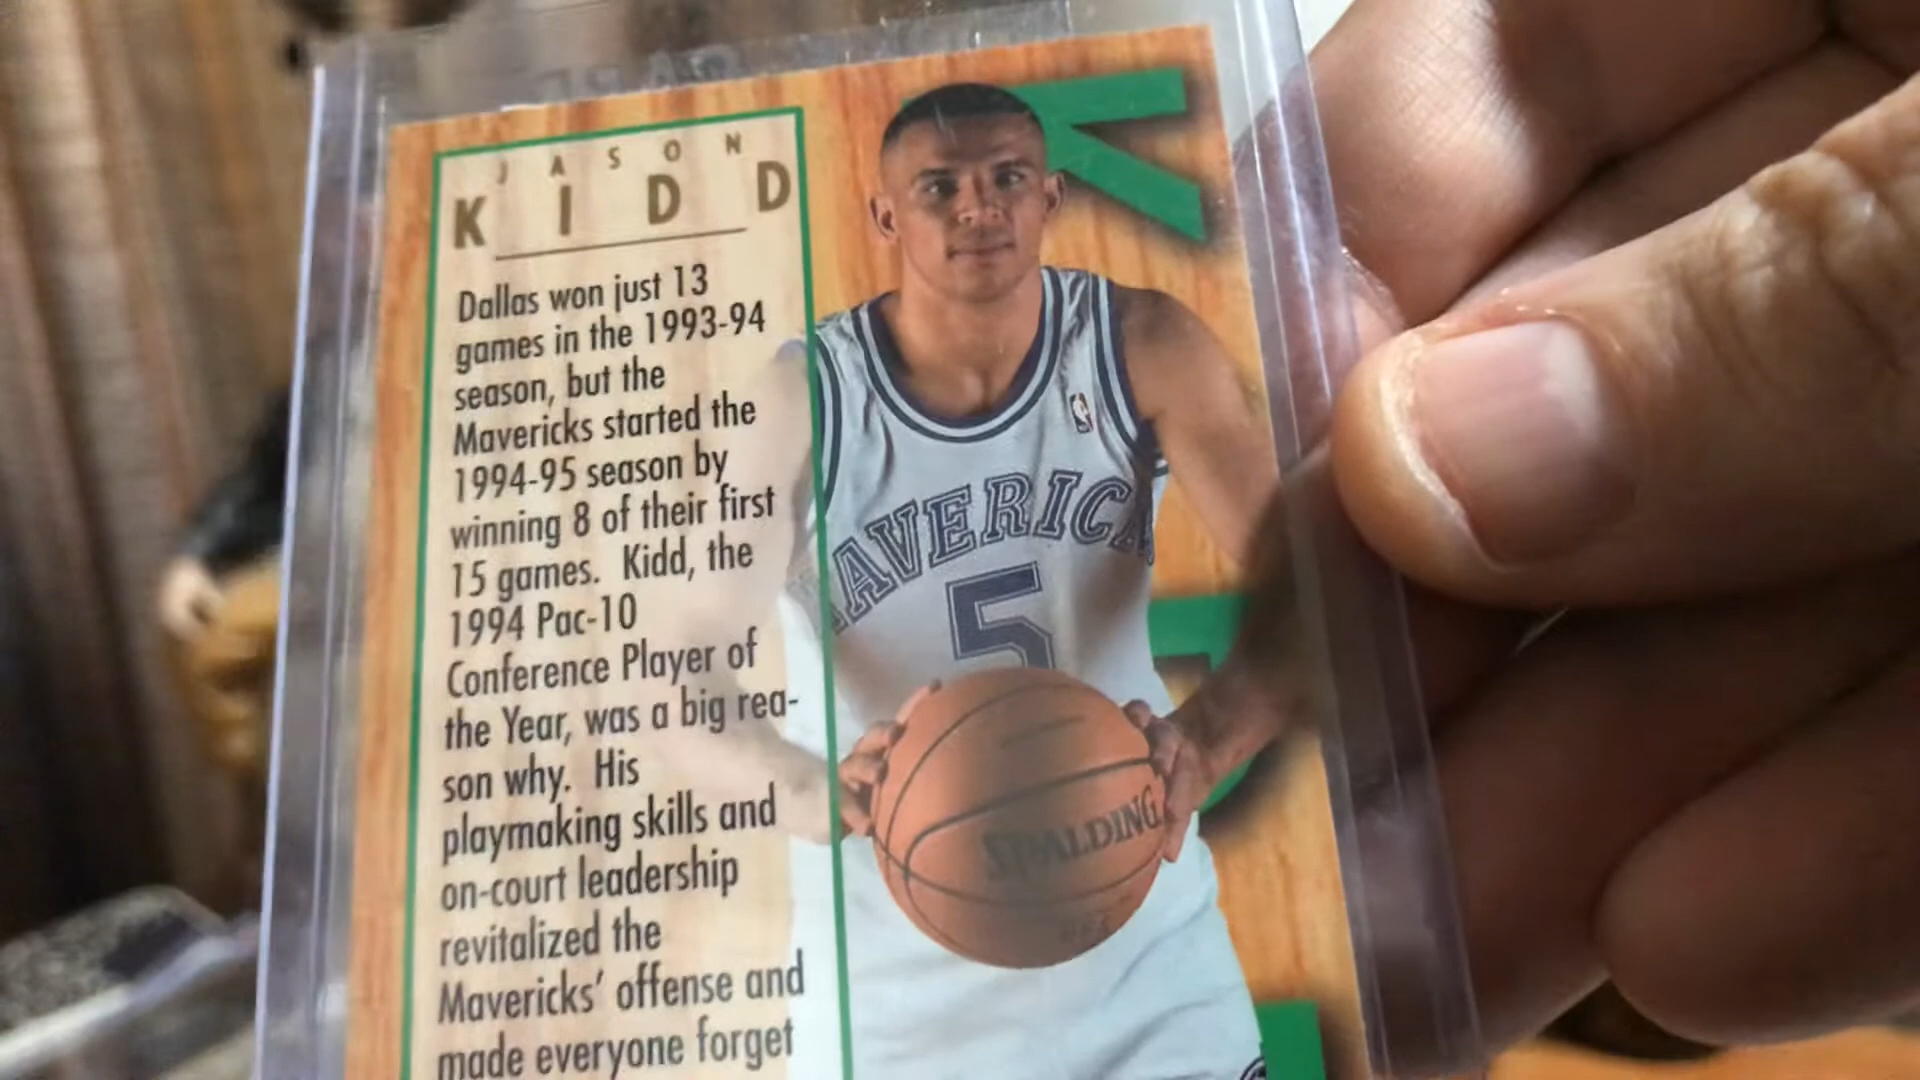 JASON
KIDD
Dallas won just 13
games in the 1993-94
season, but the
Mavericks started the
1994-95 season by
winning 8 of their first
15 games. Kidd, the
1994 Pac-10
Conference Player of
the Year, was a big rea-
son why. His
playmaking skills and
on-court leadership
revitalized the
Mavericks' offense and
made everyone forget
K
AVERICK
5
SPALDING